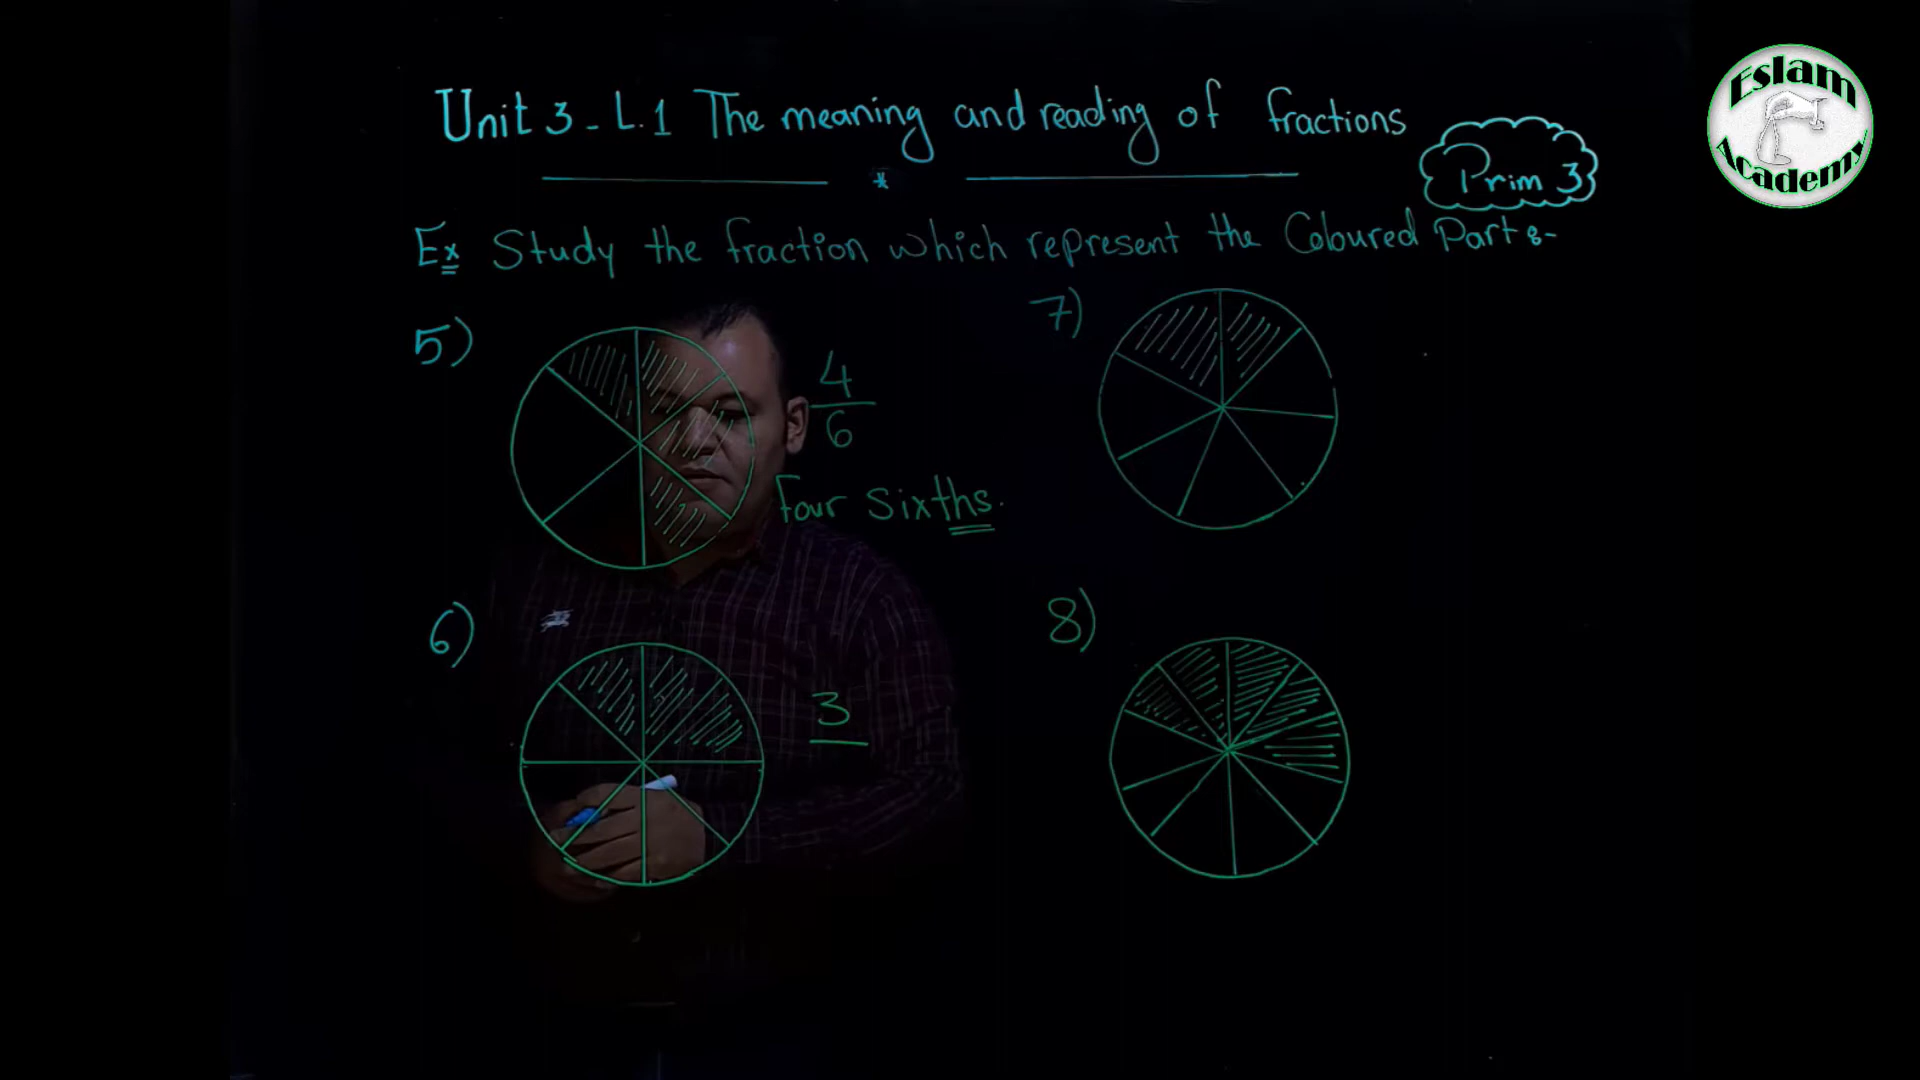 Unit 3 - L.1 The meaning and reading of fractions
Prim 3
Ex Study the fraction which represent the Coloured Part :-
5)
4
6
Four Sixths.
6)
3
7)
8)
Eslam
Academy